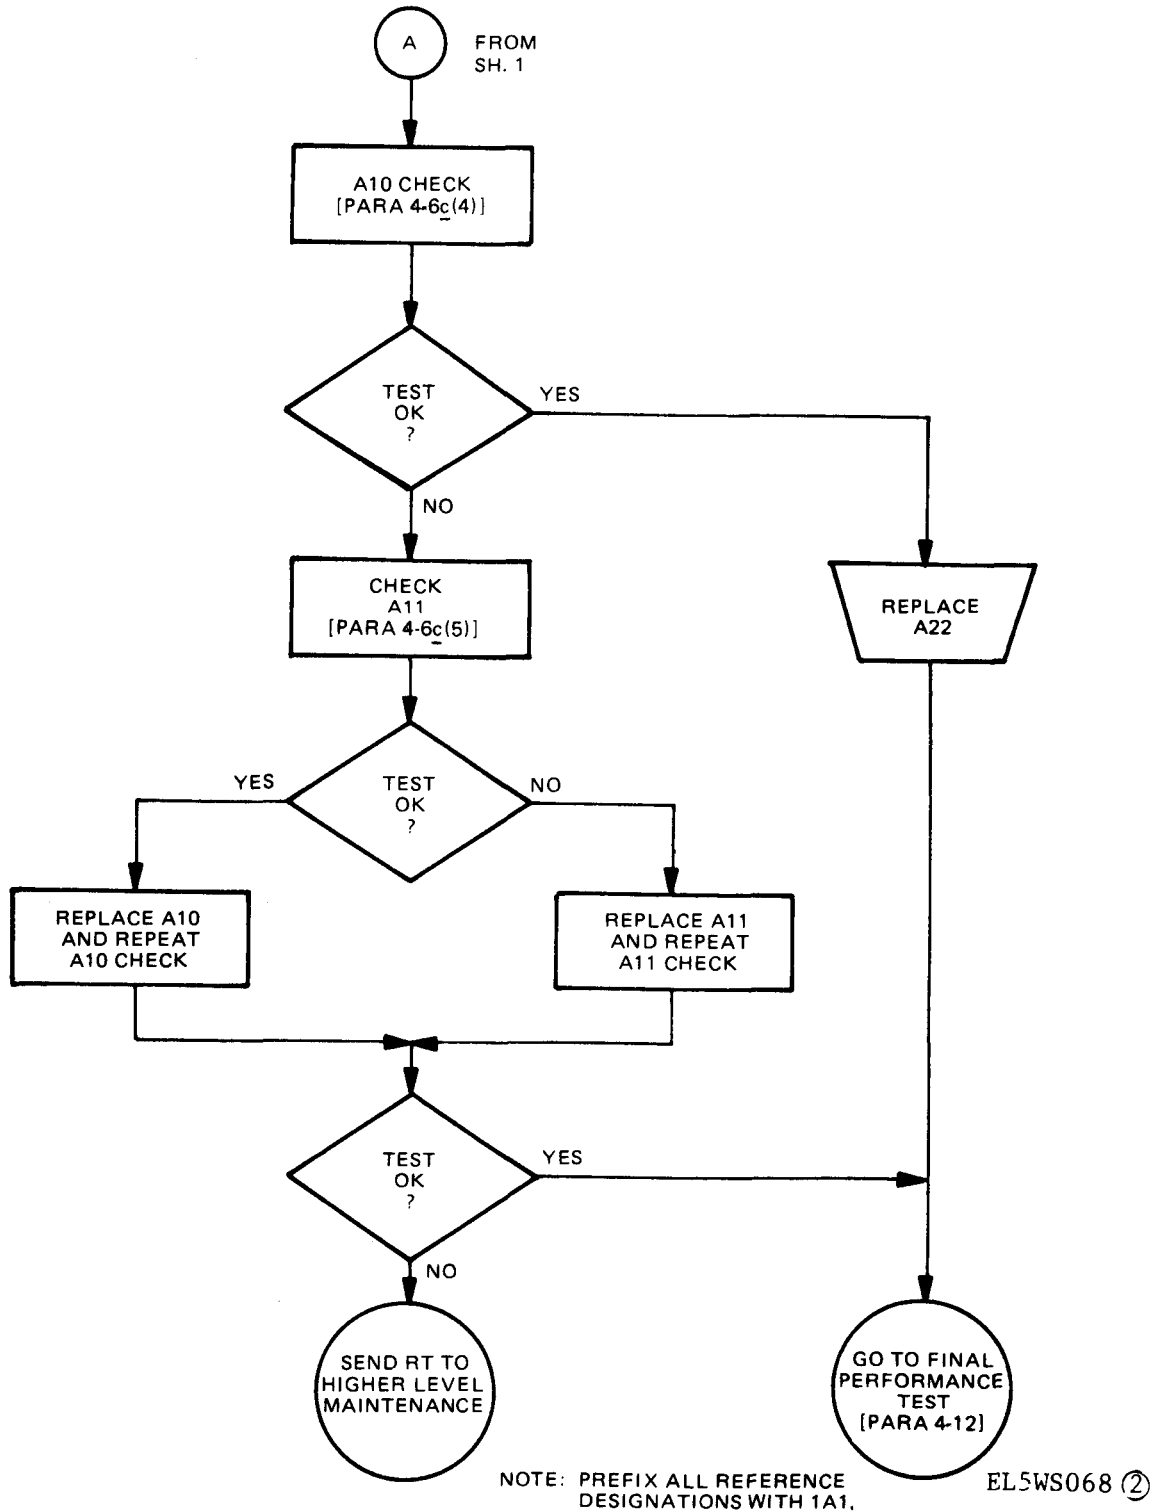 A
FROM
SH. 1
A10 CHECK
[PARA 4-6c(4)]
TEST
OK
?
YES
NO
CHECK
A11
[PARA 4-6c(5)]
REPLACE
A22
TEST
OK
?
YES
NO
REPLACE A10
AND REPEAT
A10 CHECK
REPLACE A11
AND REPEAT
A11 CHECK
TEST
OK
?
YES
NO
SEND RT TO
HIGHER LEVEL
MAINTENANCE
GO TO FINAL
PERFORMANCE
TEST
[PARA 4-12]
NOTE: PREFIX ALL REFERENCE
DESIGNATIONS WITH 1A1.
EL5WS068 ②